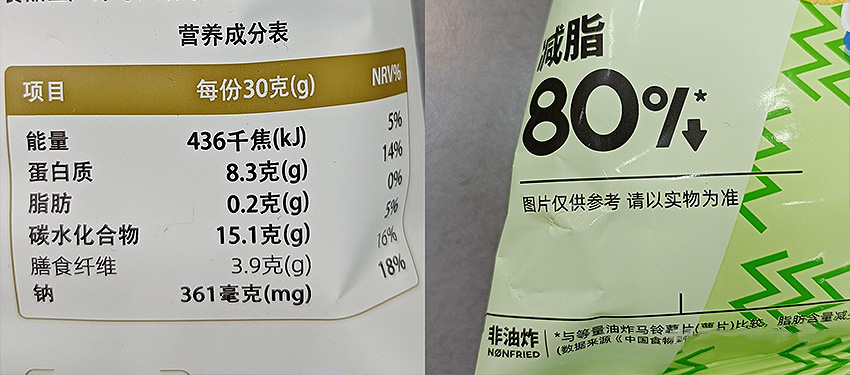 营养成分表
项目 每份30克(g) NRV%
能量 436千焦(kJ) 5%
蛋白质 8.3克(g) 14%
脂肪 0.2克(g) 0%
碳水化合物 15.1克(g) 5%
膳食纤维 3.9克(g) 16%
钠 361毫克(mg) 18%
减脂
80%*
图片仅供参考 请以实物为准
非油炸
NØNFRIED
*与等量油炸马铃薯片(薯片)比较，脂肪含量减
(数据来源《中国食物